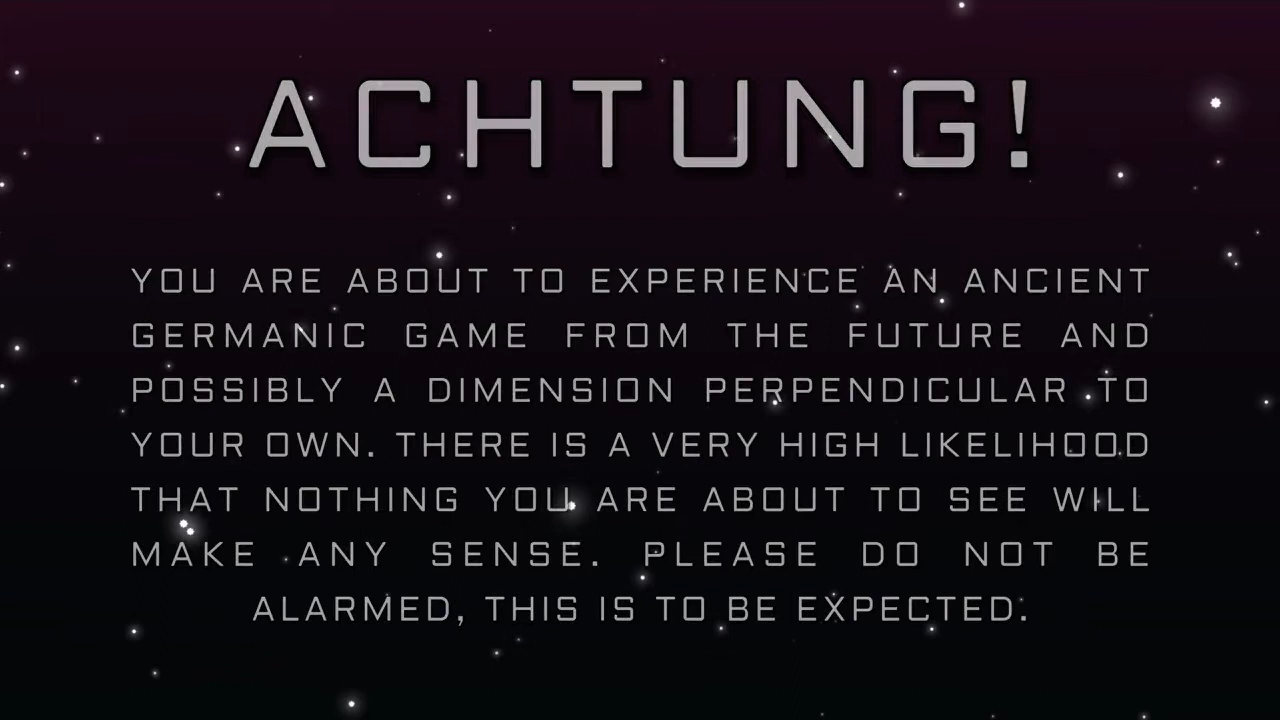 ACHTUNG!
YOU ARE ABOUT TO EXPERIENCE AN ANCIENT
GERMANIC GAME FROM THE FUTURE AND
POSSIBLY A DIMENSION PERPENDICULAR TO
YOUR OWN. THERE IS A VERY HIGH LIKELIHOOD
THAT NOTHING YOU ARE ABOUT TO SEE WILL
MAKE ANY SENSE. PLEASE DO NOT BE
ALARMED, THIS IS TO BE EXPECTED.